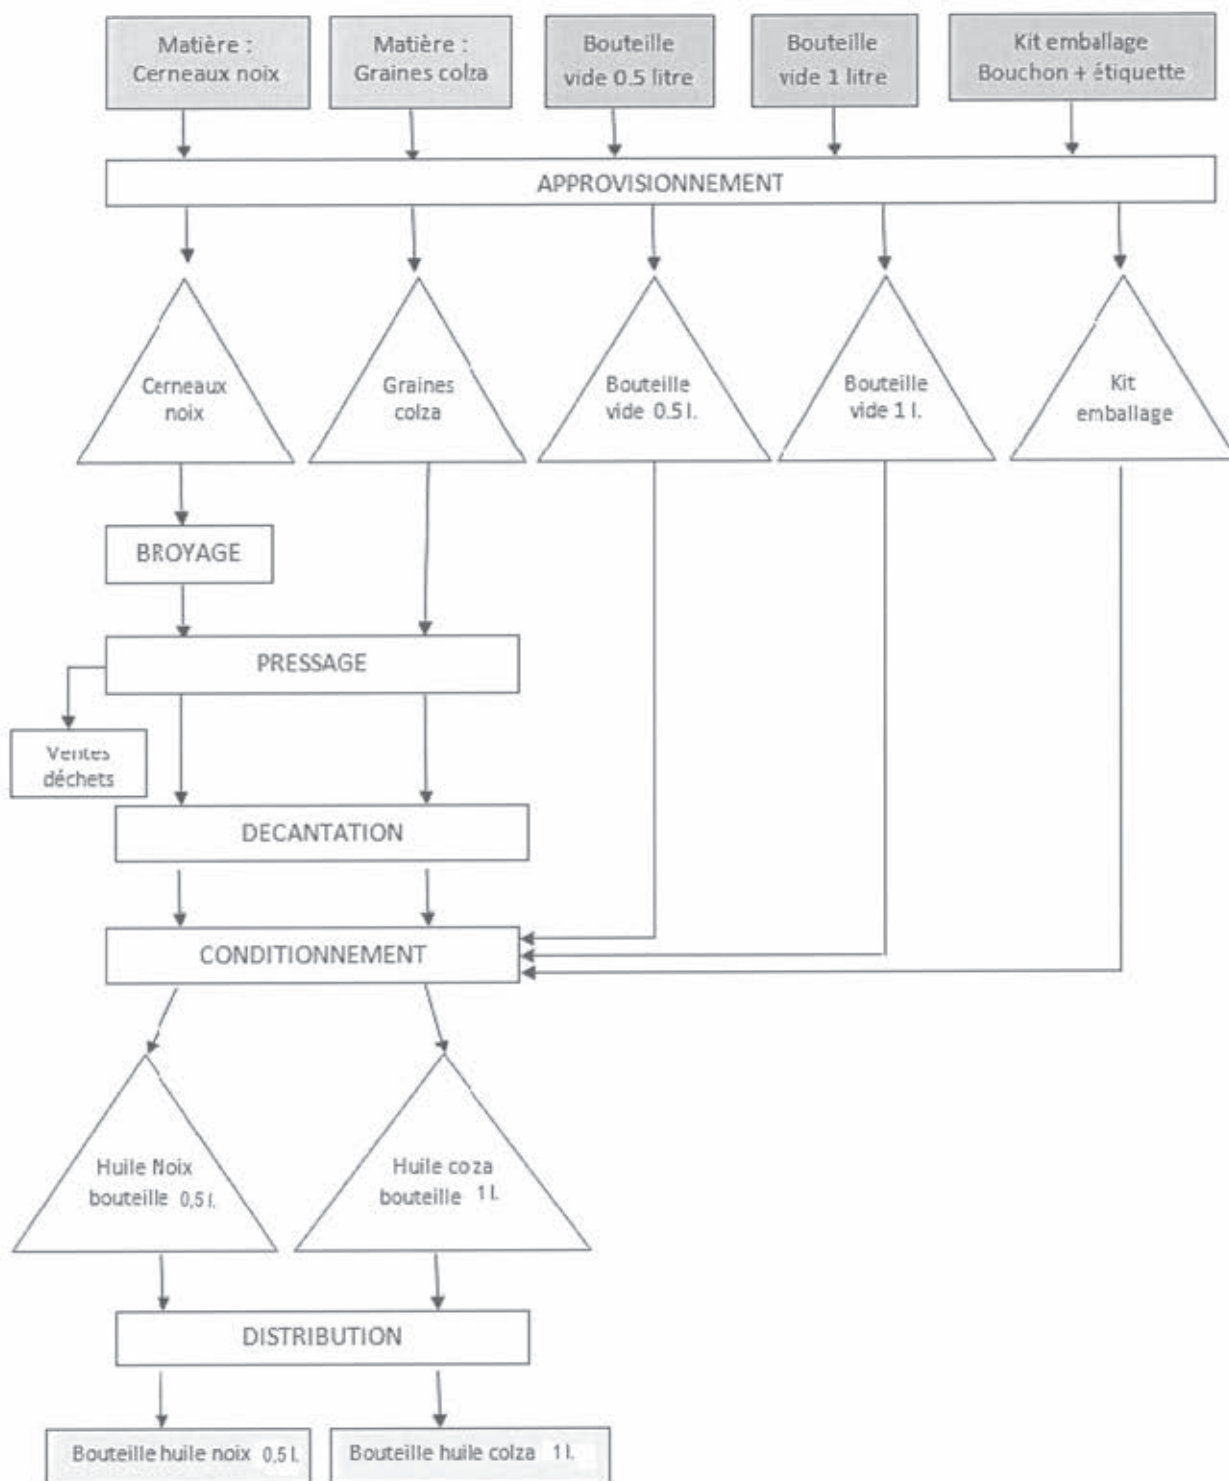 Matière :
Cerneaux noix
Matière :
Graines colza
Bouteille
vide 0.5 litre
Bouteille
vide 1 litre
Kit emballage
Bouchon + étiquette
APPROVISIONNEMENT
Cerneaux
noix
Graines
colza
Bouteille
vide 0.5 l.
Bouteille
vide 1 l.
Kit
emballage
BROYAGE
PRESSAGE
Ventes
déchets
DECANTATION
CONDITIONNEMENT
Huile Noix
bouteille 0,5 l.
Huile coza
bouteille 1 l.
DISTRIBUTION
Bouteille huile noix 0,5 l.
Bouteille huile colza 1 l.